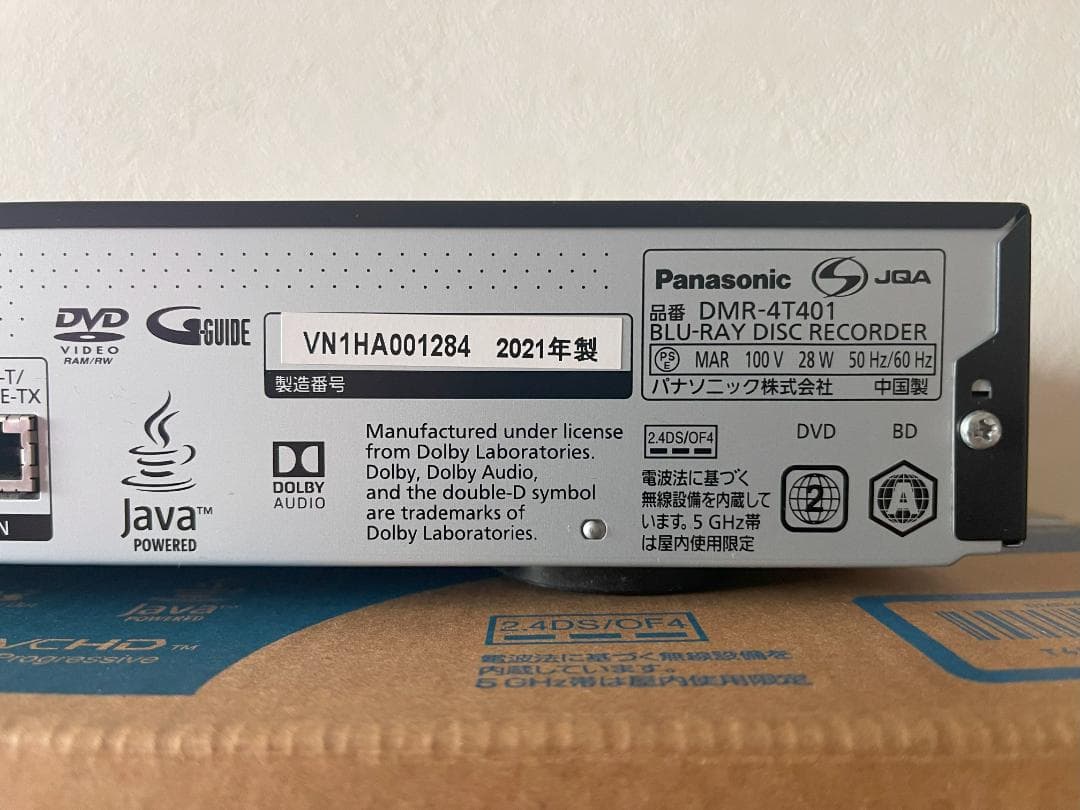 DVD
VIDEO
RAM/RW
G-GUIDE
VN1HA001284 2021年製
製造番号
Panasonic JQA
品番 DMR-4T401
BLU-RAY DISC RECORDER
PSE MAR 100 V 28 W 50 Hz/60 Hz
パナソニック株式会社 中国製
-T/
E-TX
N
Java™
POWERED
DOLBY
AUDIO
Manufactured under license
from Dolby Laboratories.
Dolby, Dolby Audio,
and the double-D symbol
are trademarks of
Dolby Laboratories.
2.4DS/OF4
電波法に基づく
無線設備を内蔵して
います。5 GHz帯
は屋内使用限定
DVD BD
2 A
Java™
POWERED
VCHD™
Progressive
2.4DS/OF4
電波法に基づく無線設備を
内蔵しています。
5 GHz帯は屋内使用限定